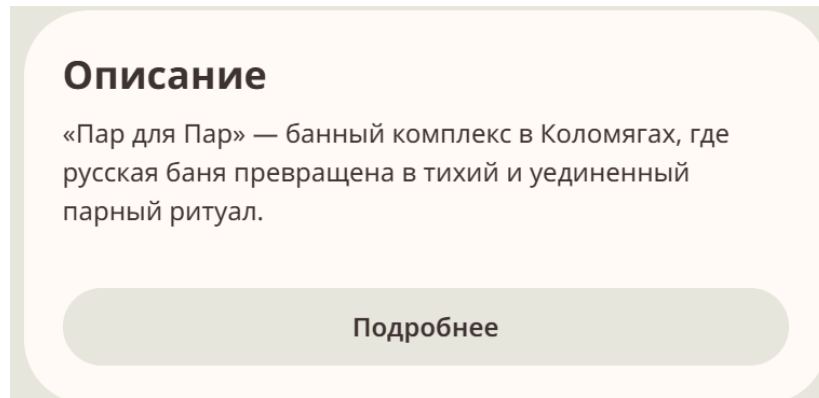 Описание
«Пар для Пар» — банный комплекс в Коломягах, где
русская баня превращена в тихий и уединенный
парный ритуал.
Подробнее